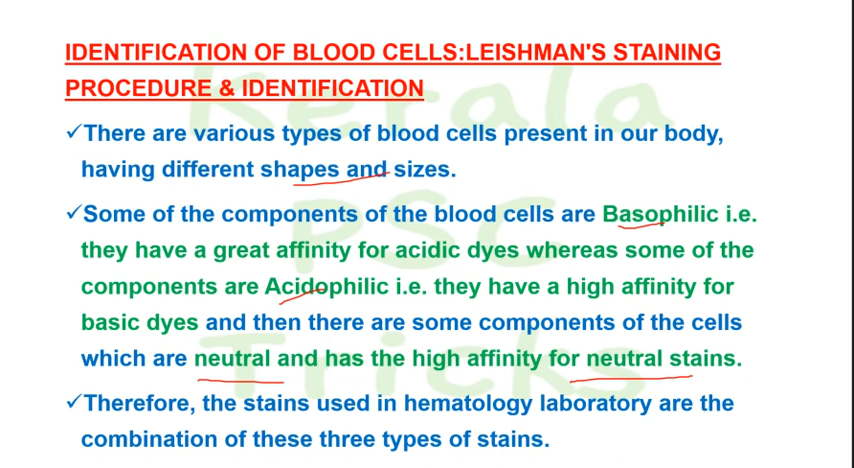 IDENTIFICATION OF BLOOD CELLS:LEISHMAN'S STAINING
PROCEDURE & IDENTIFICATION
✓There are various types of blood cells present in our body,
having different shapes and sizes.
✓Some of the components of the blood cells are Basophilic i.e.
they have a great affinity for acidic dyes whereas some of the
components are Acidophilic i.e. they have a high affinity for
basic dyes and then there are some components of the cells
which are neutral and has the high affinity for neutral stains.
✓Therefore, the stains used in hematology laboratory are the
combination of these three types of stains.
Kerala
PSC
Tricks